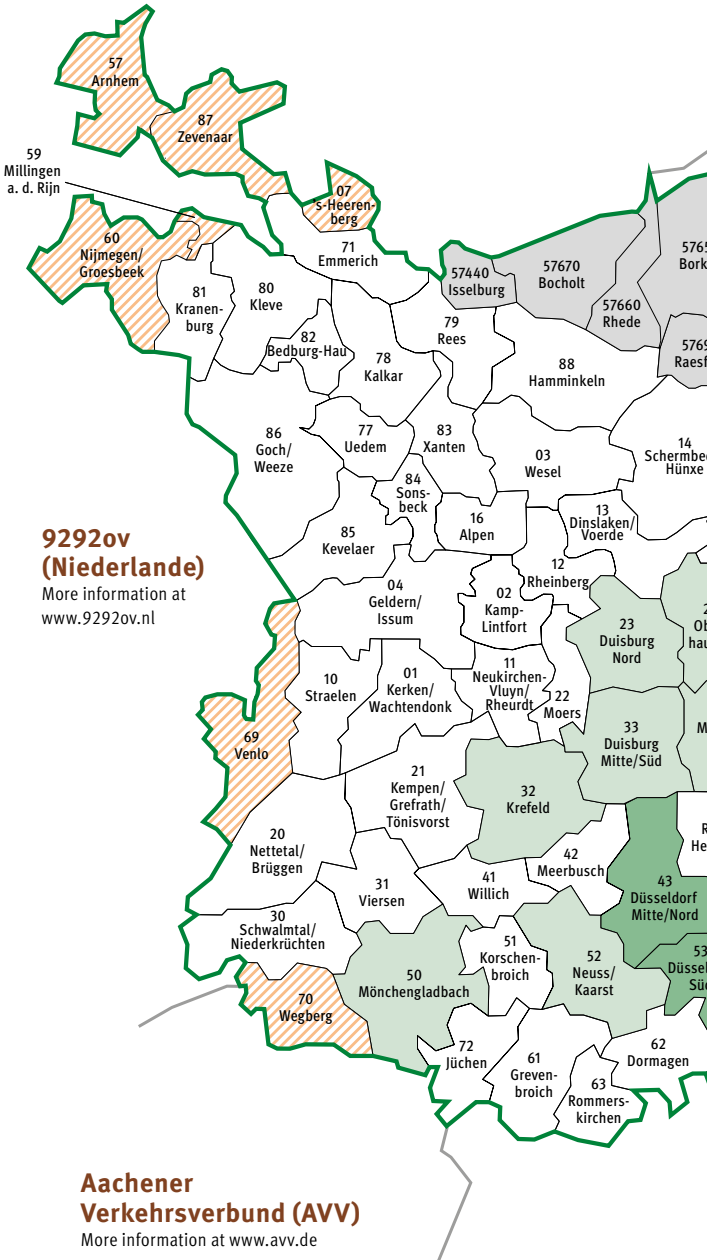 57
Arnhem
87
Zevenaar
59
Millingen
a. d. Rijn
07
's-Heeren-
berg
60
Nijmegen/
Groesbeek
71
Emmerich
57440
Isselburg
57670
Bocholt
57660
Rhede
81
Kranen-
burg
80
Kleve
82
Bedburg-Hau
78
Kalkar
79
Rees
88
Hamminkeln
86
Goch/
Weeze
77
Uedem
83
Xanten
03
Wesel
14
Hünxe
84
Sons-
beck
16
Alpen
13
Dinslaken/
Voerde
85
Kevelaer
12
Rheinberg
9292ov
(Niederlande)
More information at
www.9292ov.nl
04
Geldern/
Issum
02
Kamp-
Lintfort
23
Duisburg
Nord
10
Straelen
01
Kerken/
Wachtendonk
11
Neukirchen-
Vluyn/
Rheurdt
22
Moers
69
Venlo
33
Duisburg
Mitte/Süd
21
Kempen/
Grefrath/
Tönisvorst
32
Krefeld
20
Nettetal/
Brüggen
42
Meerbusch
31
Viersen
41
Willich
43
Düsseldorf
Mitte/Nord
30
Schwalmtal/
Niederkrüchten
51
Korschen-
broich
52
Neuss/
Kaarst
53
50
Mönchengladbach
70
Wegberg
72
Jüchen
61
Greven-
broich
62
Dormagen
63
Rommers-
kirchen
Aachener
Verkehrsverbund (AVV)
More information at www.avv.de